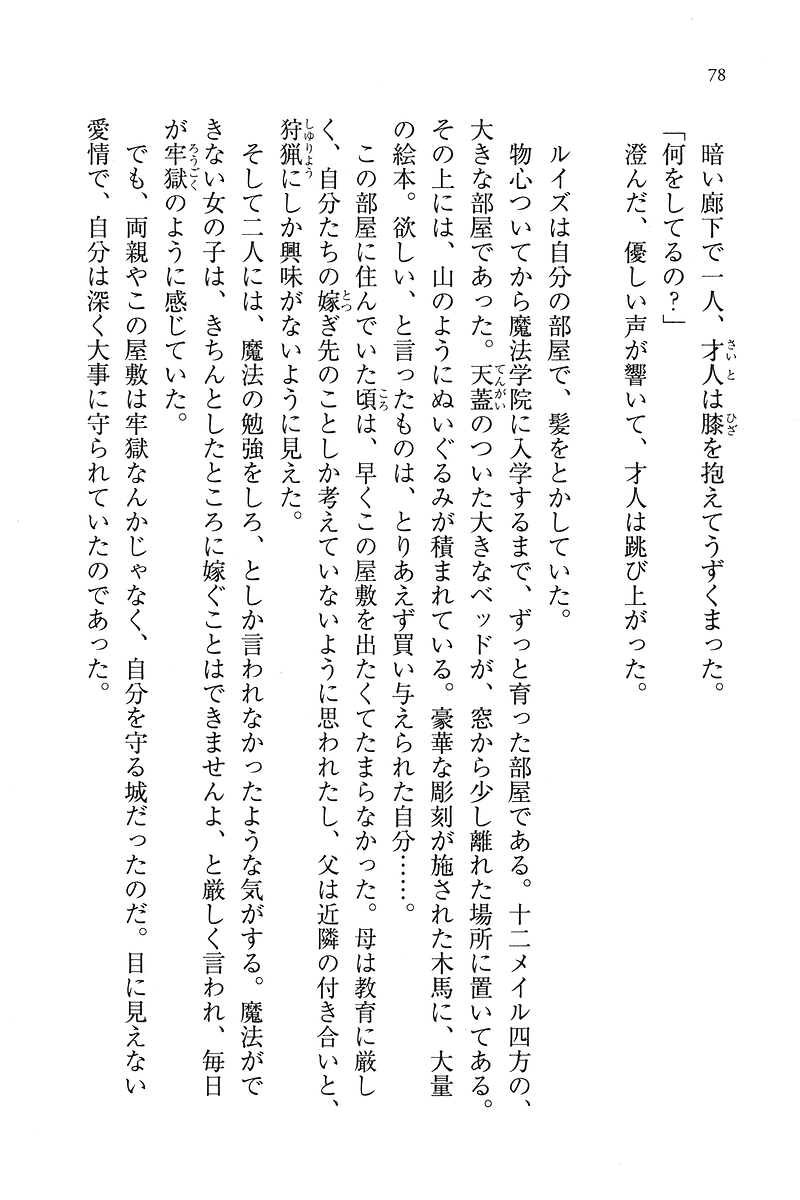 78
暗い廊下で一人、才人は膝を抱えてうずくまった。
「何をしてるの？」
澄んだ、優しい声が響いて、才人は跳び上がった。
ルイズは自分の部屋で、髪をとかしていた。
物心ついてから魔法学院に入学するまで、ずっと育った部屋である。十二メイル四方の、
大きな部屋であった。天蓋のついた大きなベッドが、窓から少し離れた場所に置いてある。
その上には、山のようにぬいぐるみが積まれている。豪華な彫刻が施された木馬に、大量
の絵本。欲しい、と言ったものは、とりあえず買い与えられた自分……。
この部屋に住んでいた頃は、早くこの屋敷を出たくてたまらなかった。母は教育に厳し
く、自分たちの嫁ぎ先のことしか考えていないように思われたし、父は近隣の付き合いと、
狩猟にしか興味がないように見えた。
そして二人には、魔法の勉強をしろ、としか言われなかったような気がする。魔法がで
きない女の子は、きちんとしたところに嫁ぐことはできませんよ、と厳しく言われ、毎日
が牢獄のように感じていた。
でも、両親やこの屋敷は牢獄なんかじゃなく、自分を守る城だったのだ。目に見えない
愛情で、自分は深く大事に守られていたのであった。